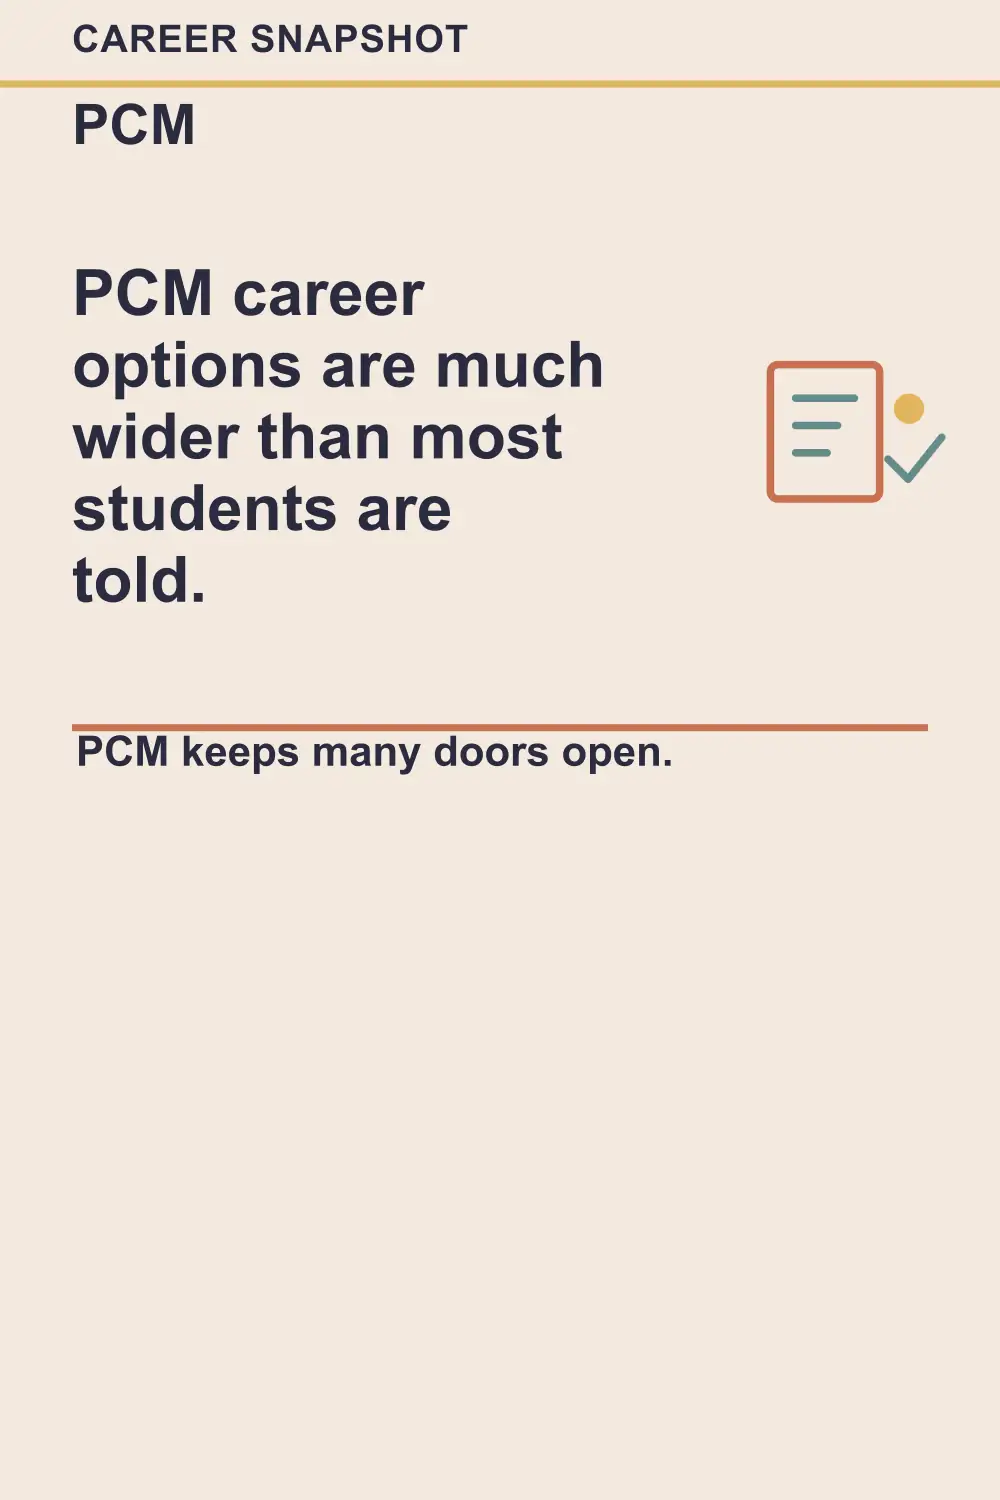 CAREER SNAPSHOT
PCM
PCM career
options are much
wider than most
students are
told.
PCM keeps many doors open.